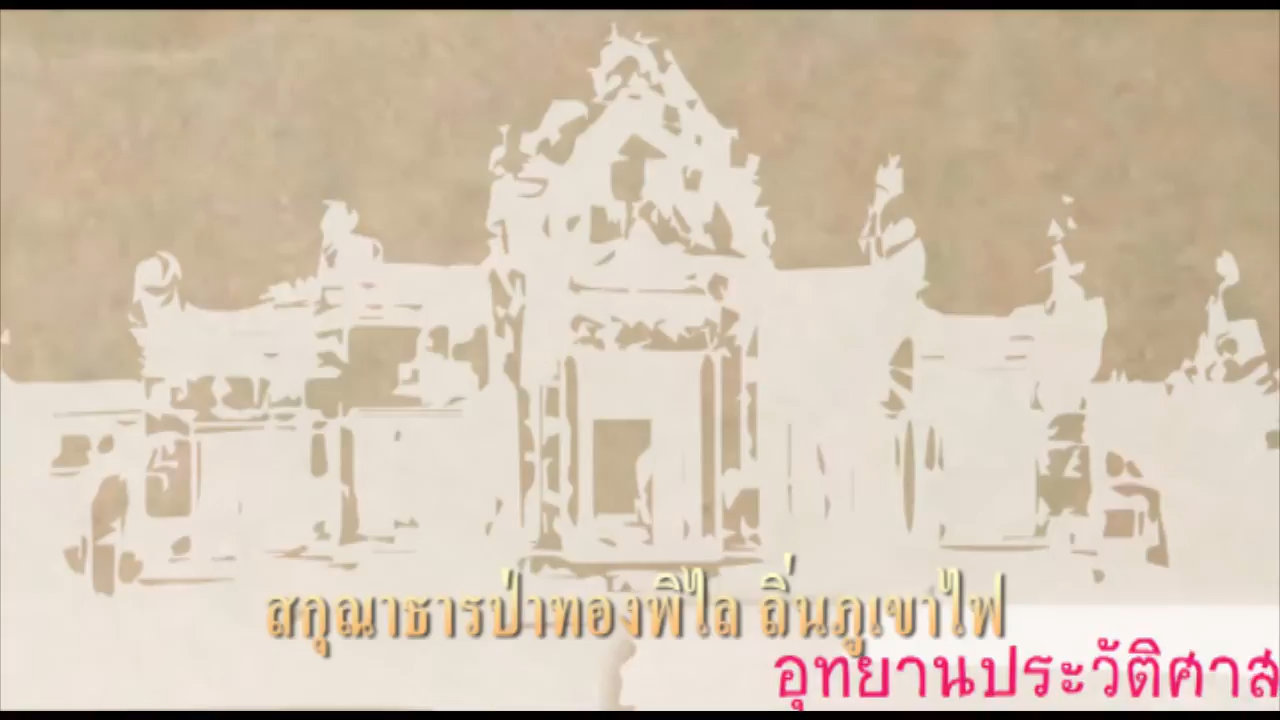 สกุณาธารป่าทองพิไล ถิ่นภูเขาไฟ
อุทยานประวัติศาส